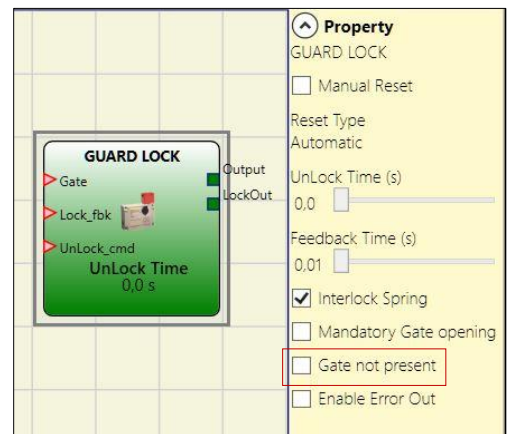 GUARD LOCK
Gate
Lock_fbk
UnLock_cmd
Output
LockOut
UnLock Time
0,0 s
Property
GUARD LOCK
Manual Reset
Reset Type
Automatic
UnLock Time (s)
0,0
Feedback Time (s)
0,01
Interlock Spring
Mandatory Gate opening
Gate not present
Enable Error Out